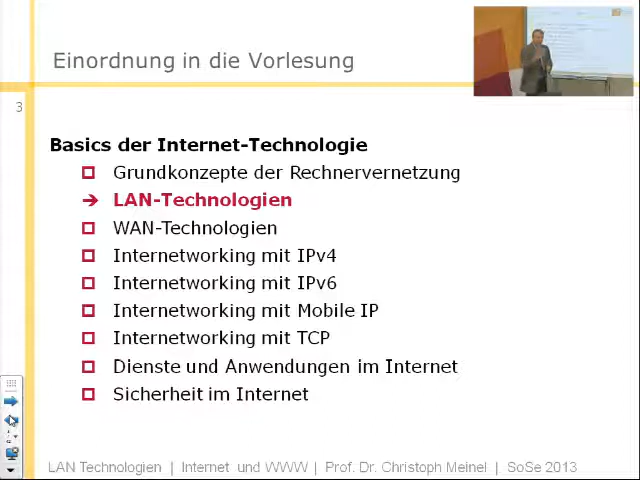 Einordnung in die Vorlesung
3
Basics der Internet-Technologie
Grundkonzepte der Rechnervernetzung
LAN-Technologien
WAN-Technologien
Internetworking mit IPv4
Internetworking mit IPv6
Internetworking mit Mobile IP
Internetworking mit TCP
Dienste und Anwendungen im Internet
Sicherheit im Internet
LAN Technologien | Internet und WWW | Prof. Dr. Christoph Meinel | SoSe 2013